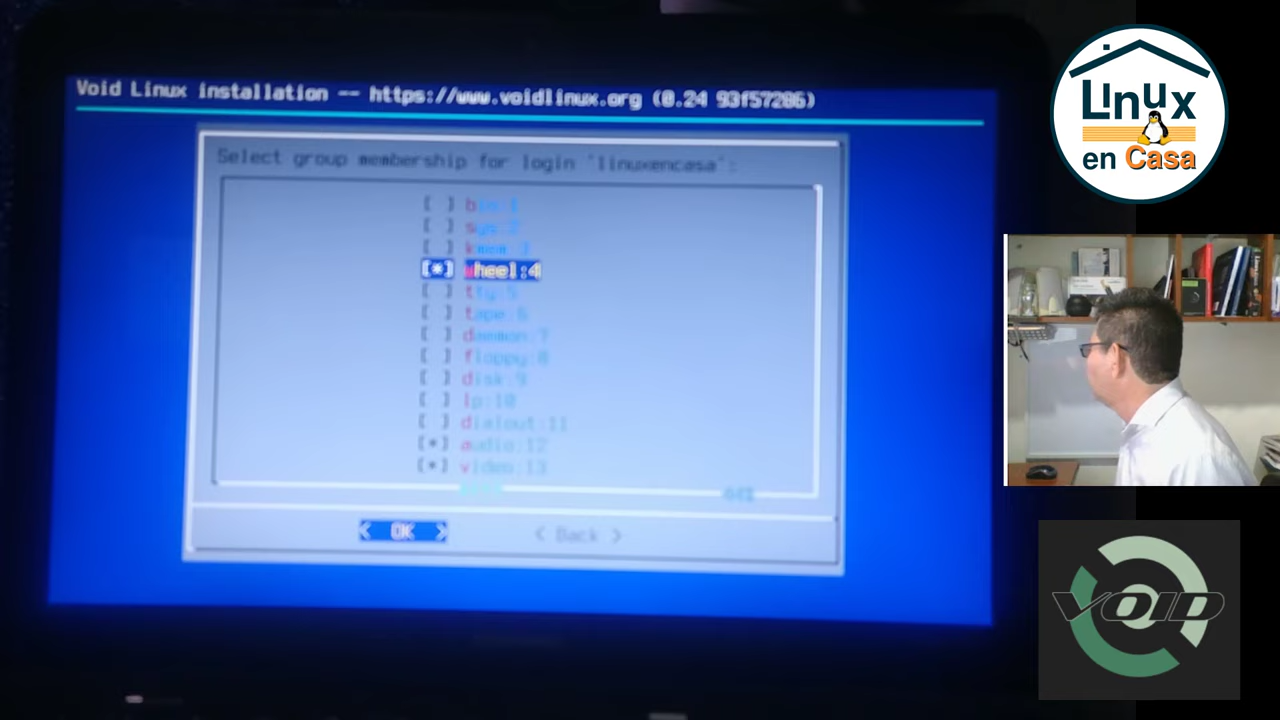 Void Linux installation -- https://www.voidlinux.org (0.24 93f57206)
Select group membership for login 'linuxencasa':
[ ] bin:1
[ ] sys:2
[ ] kmem:3
[*] wheel:4
[ ] tty:5
[ ] tape:6
[ ] daemon:7
[ ] floppy:8
[ ] disk:9
[ ] lp:10
[ ] dialout:11
[*] audio:12
[*] video:13
< OK > < Back >
LInux
en Casa
VOID